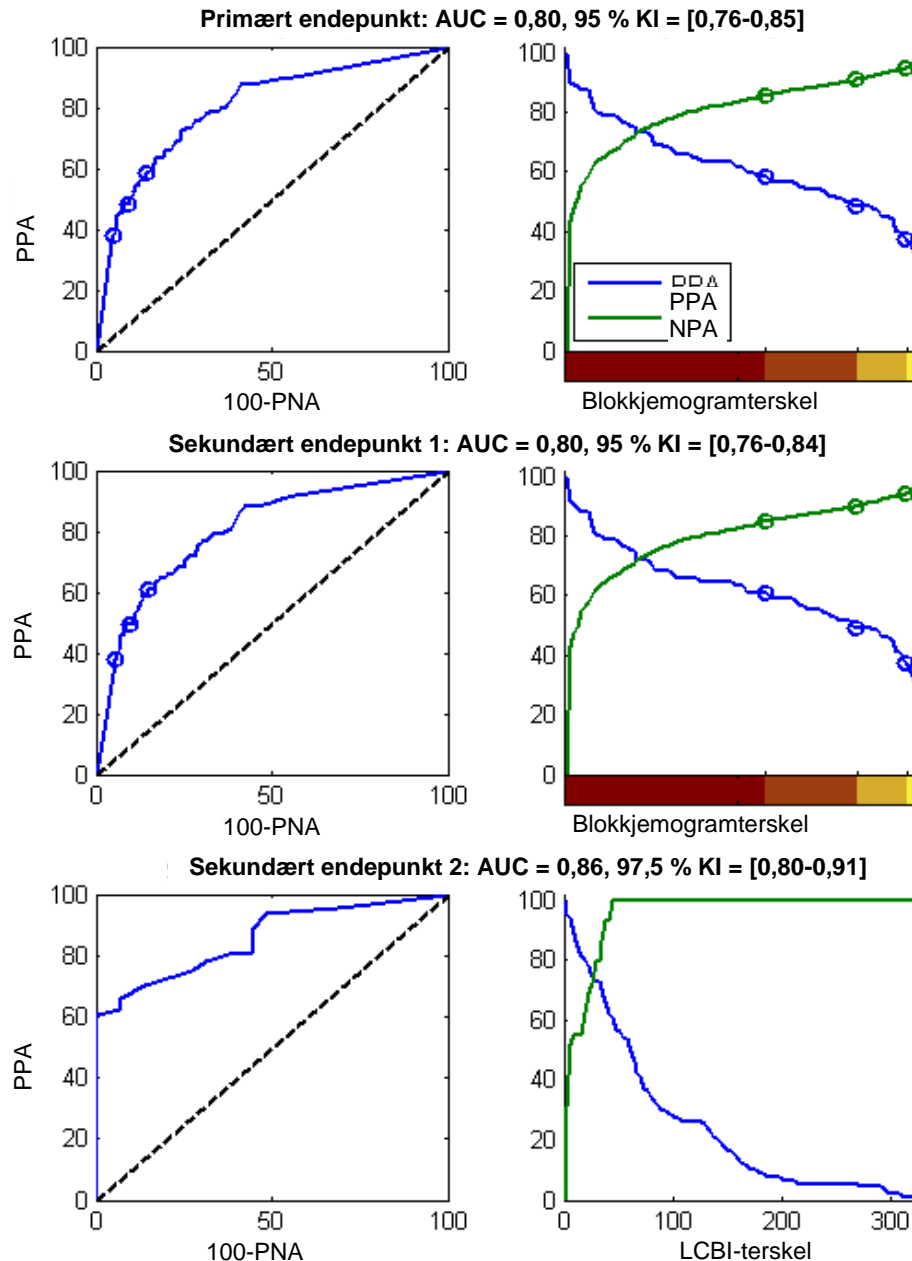 Primært endepunkt: AUC = 0,80, 95 % KI = [0,76-0,85]
100
80
60
40
20
0
PPA
0 50 100
100-PNA
100
80
60
40
20
0
PPA
PPA
NPA
Blokkjemogramterskel
Sekundært endepunkt 1: AUC = 0,80, 95 % KI = [0,76-0,84]
100
80
60
40
20
0
PPA
0 50 100
100-PNA
100
80
60
40
20
0
Blokkjemogramterskel
Sekundært endepunkt 2: AUC = 0,86, 97,5 % KI = [0,80-0,91]
100
80
60
40
20
0
PPA
0 50 100
100-PNA
100
80
60
40
20
0
0 100 200 300
LCBI-terskel